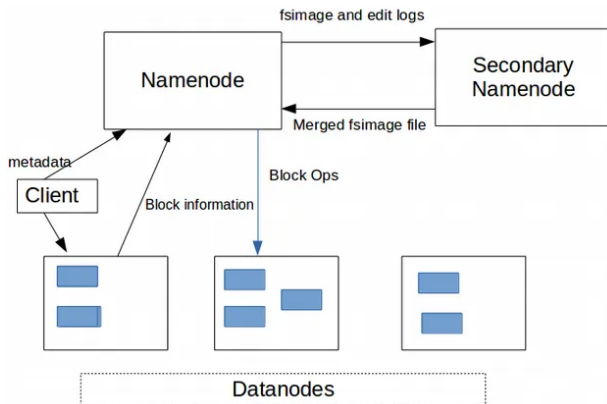 fsimage and edit logs
Namenode
Secondary
Namenode
Merged fsimage file
metadata
Client
Block information
Block Ops
Datanodes